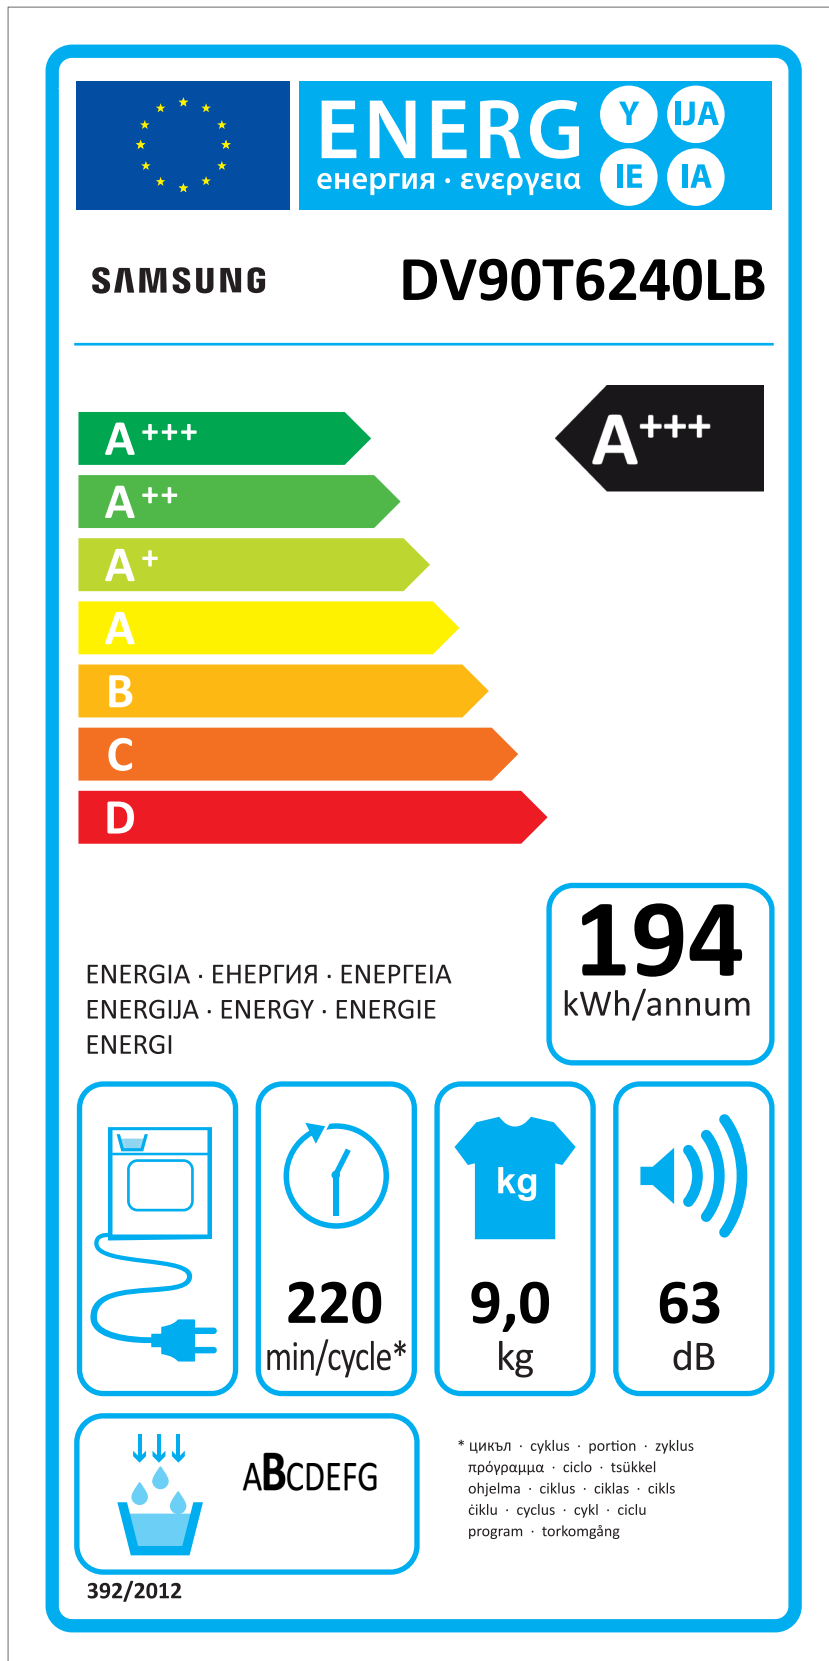 ENERG Y IJA
енергия · ενεργεια IE IA
SAMSUNG DV90T6240LB
A+++ A+++
A++
A+
A
B
C
D
194
kWh/annum
ENERGIA · ЕНЕРГИЯ · ΕΝΕΡΓΕΙΑ
ENERGIJA · ENERGY · ENERGIE
ENERGI
kg
220 9,0 63
min/cycle* kg dB
ABCDEFG
* цикъл · cyklus · portion · zyklus
πρόγραμμα · ciclo · tsükkel
ohjelma · ciklus · ciklas · cikls
ċiklu · cyclus · cykl · ciclu
program · torkomgång
392/2012